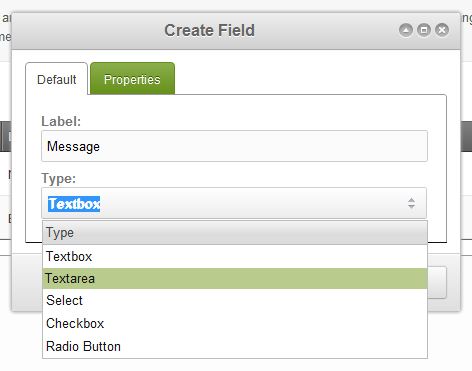 Create Field
Default
Properties
Label:
Message
Type:
Textbox
Type
Textbox
Textarea
Select
Checkbox
Radio Button